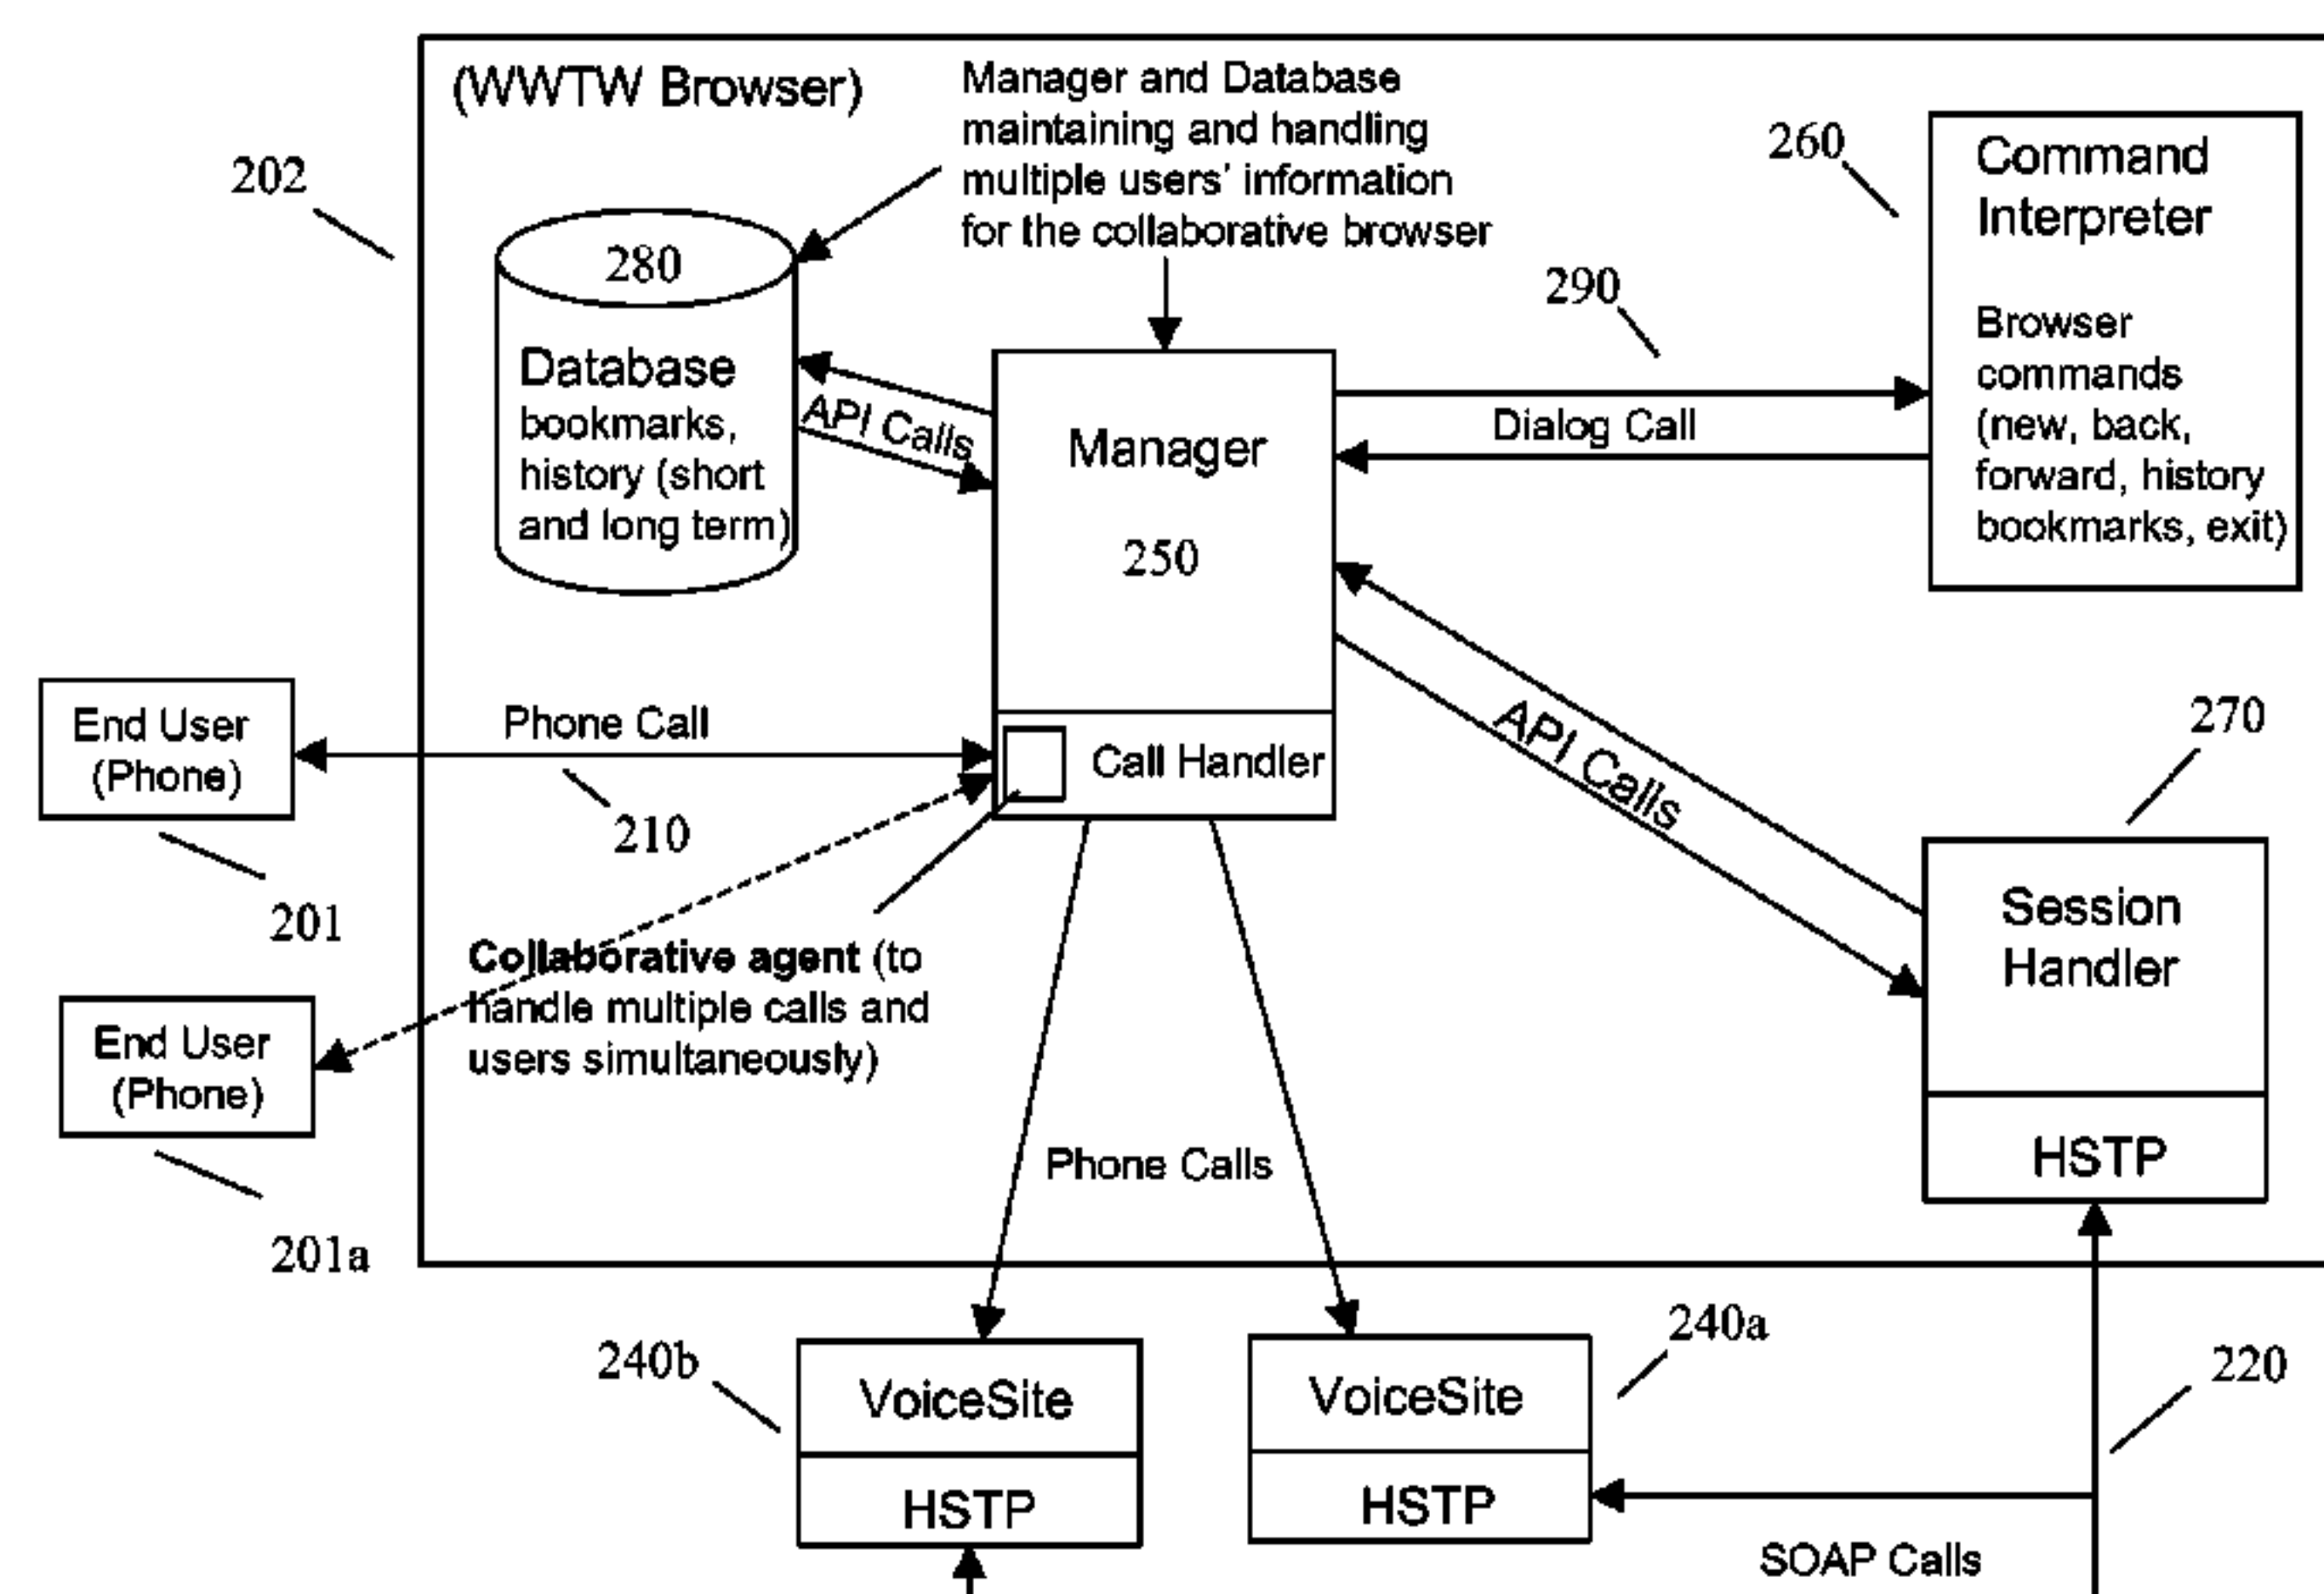 (WWTW Browser)
Manager and Database
maintaining and handling
multiple users' information
for the collaborative browser
202
260
Command
Interpreter
Browser
commands
(new, back,
forward, history
bookmarks, exit)
280
Database
bookmarks,
history (short
and long term)
API Calls
Manager
250
290
Dialog Call
End User
(Phone)
Phone Call
Call Handler
API Calls
270
210
201
Collaborative agent (to
handle multiple calls and
users simultaneously)
Session
Handler
HSTP
End User
(Phone)
201a
Phone Calls
240b
VoiceSite
HSTP
240a
VoiceSite
HSTP
220
SOAP Calls